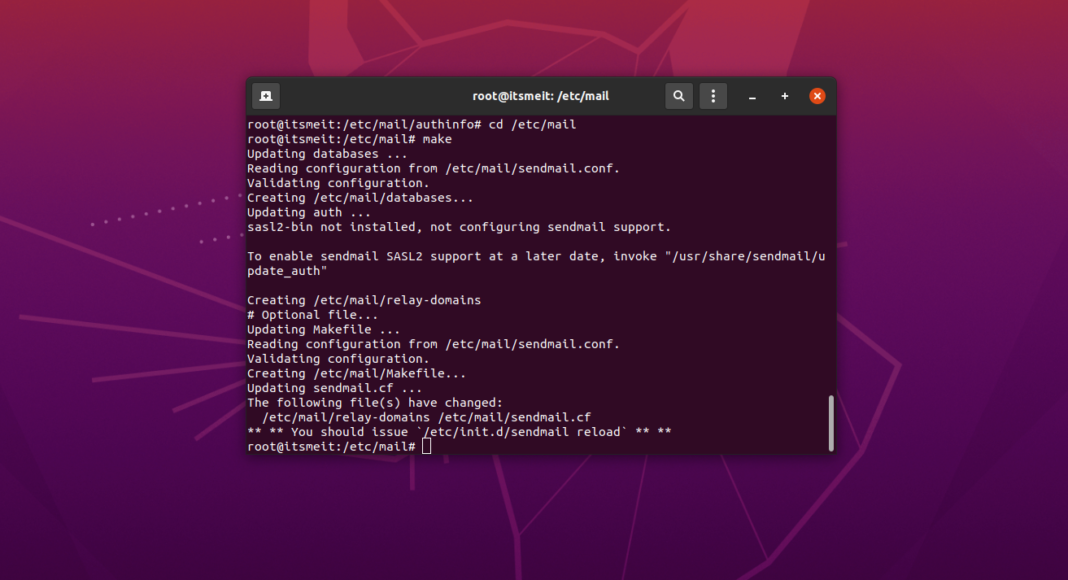 root@itsmeit: /etc/mail
root@itsmeit:/etc/mail/authinfo# cd /etc/mail
root@itsmeit:/etc/mail# make
Updating databases ...
Reading configuration from /etc/mail/sendmail.conf.
Validating configuration.
Creating /etc/mail/databases...
Updating auth ...
sasl2-bin not installed, not configuring sendmail support.
To enable sendmail SASL2 support at a later date, invoke "/usr/share/sendmail/u
pdate_auth"
Creating /etc/mail/relay-domains
# Optional file...
Updating Makefile ...
Reading configuration from /etc/mail/sendmail.conf.
Validating configuration.
Creating /etc/mail/Makefile...
Updating sendmail.cf ...
The following file(s) have changed:
  /etc/mail/relay-domains /etc/mail/sendmail.cf
** ** You should issue `/etc/init.d/sendmail reload` ** **
root@itsmeit:/etc/mail#